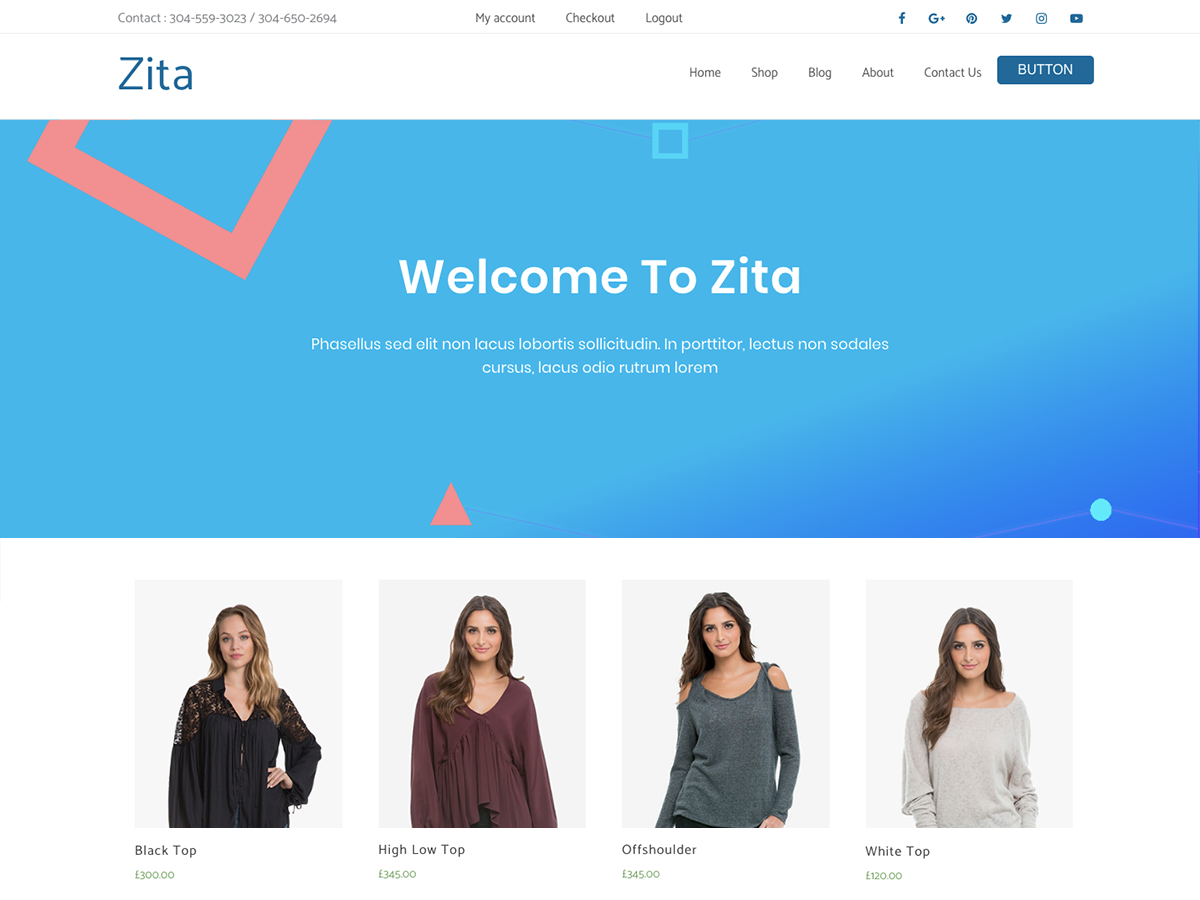 Contact : 304-559-3023 / 304-650-2694
My account
Checkout
Logout
Zita
Home
Shop
Blog
About
Contact Us
BUTTON
Welcome To Zita
Phasellus sed elit non lacus lobortis sollicitudin. In porttitor, lectus non sodales
cursus, lacus odio rutrum lorem
Black Top
£300.00
High Low Top
£345.00
Offshoulder
£345.00
White Top
£120.00